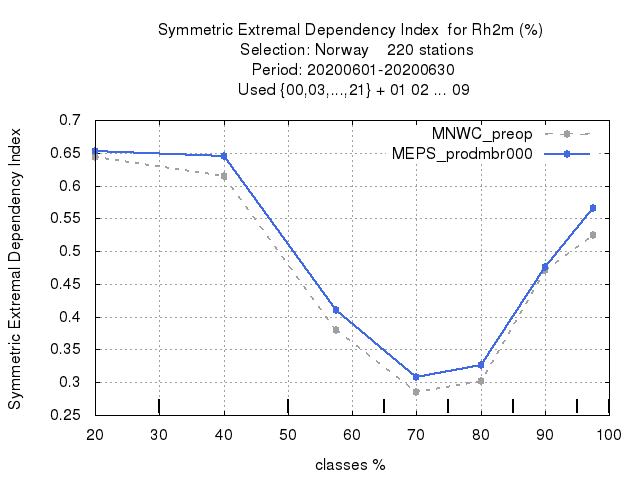 Symmetric Extremal Dependency Index  for Rh2m (%)
Selection: Norway    220 stations
Period: 20200601-20200630
Used {00,03,...,21} + 01 02 ... 09
Symmetric Extremal Dependency Index
0.7
0.65
0.6
0.55
0.5
0.45
0.4
0.35
0.3
0.25
MNWC_preop
MEPS_prodmbr000
20 30 40 50 60 70 80 90 100
classes %